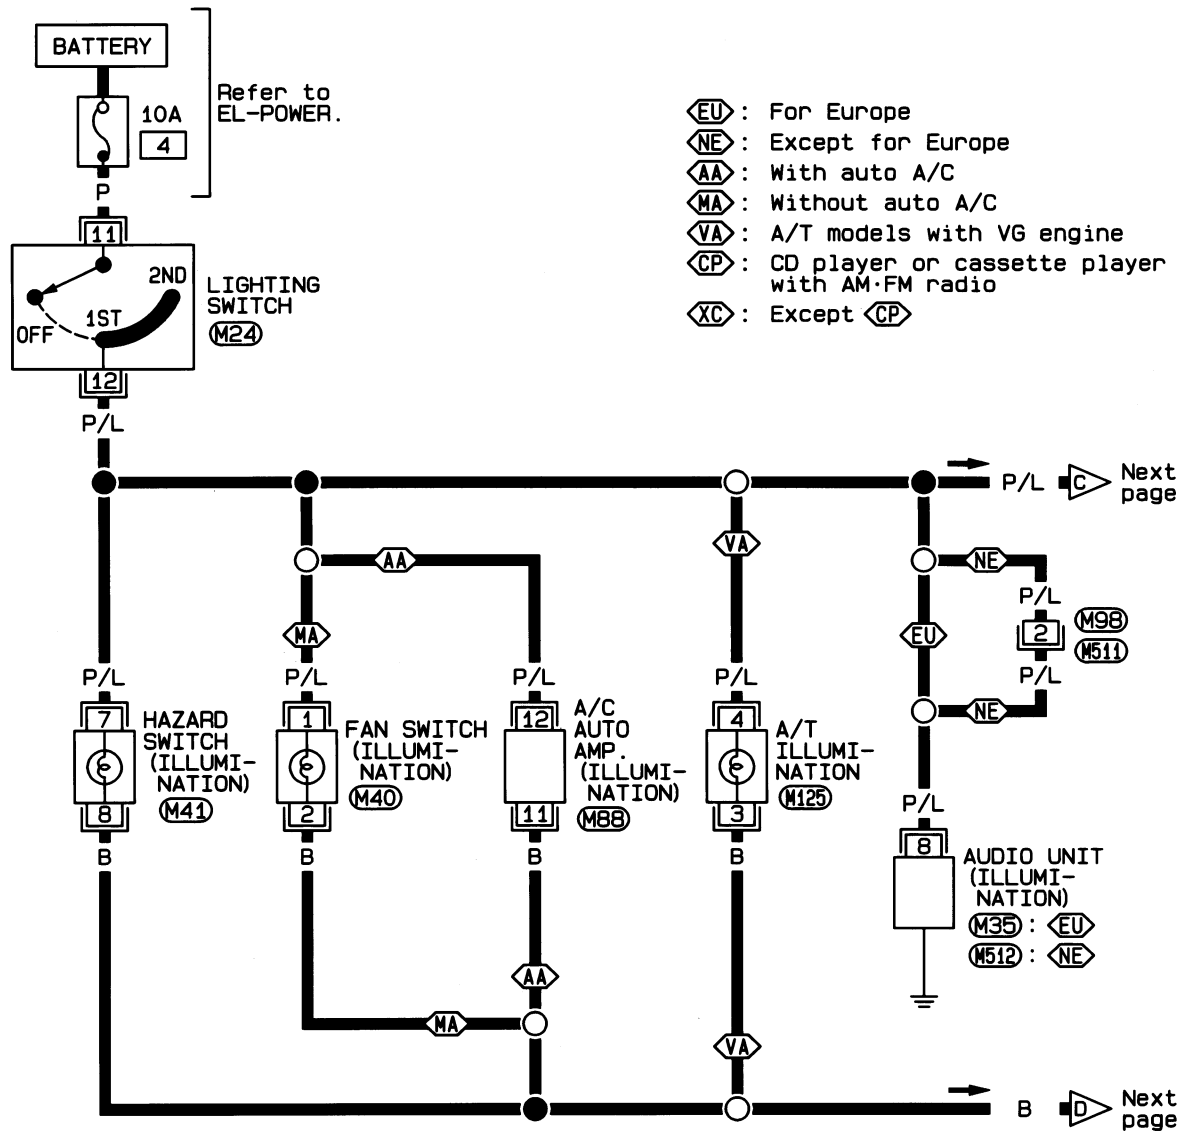 BATTERY
Refer to
EL-POWER.
10A
4
P
11
2ND
1ST
OFF
LIGHTING
SWITCH
M24
12
P/L
EU : For Europe
NE : Except for Europe
AA : With auto A/C
MA : Without auto A/C
VA : A/T models with VG engine
CP : CD player or cassette player
with AM·FM radio
XC : Except CP
P/L
C
Next
page
AA
VA
NE
P/L
MA
EU
2
M98
M511
P/L
NE
P/L
P/L
P/L
P/L
7
HAZARD
SWITCH
(ILLUMI-
NATION)
M41
8
1
FAN SWITCH
(ILLUMI-
NATION)
M40
2
12
A/C
AUTO
AMP.
(ILLUMI-
NATION)
M88
11
4
A/T
ILLUMI-
NATION
M125
3
P/L
8
AUDIO UNIT
(ILLUMI-
NATION)
M35 : EU
M512 : NE
B
B
B
B
AA
MA
VA
B
D
Next
page